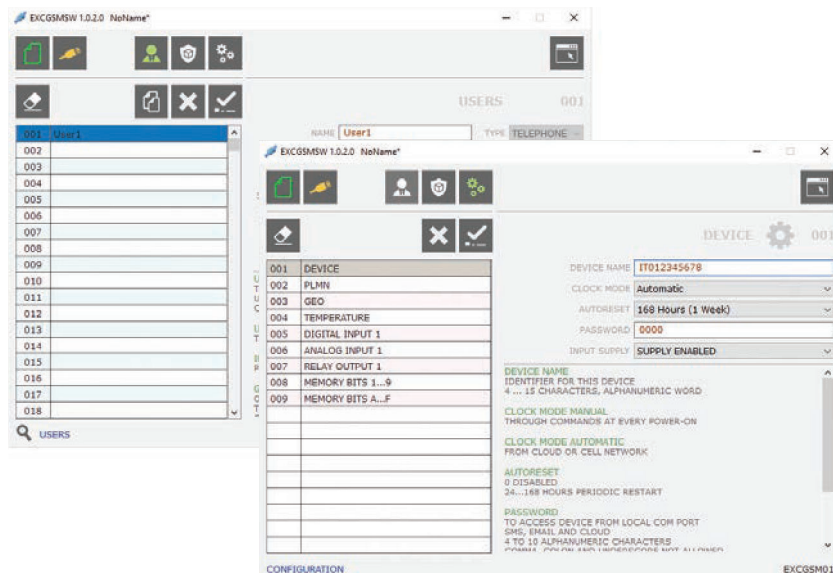 EXCGSMSW 1.0.2.0 NoName*
USERS 001
NAME User1 TYPE TELEPHONE
001 User1
002
003
004
005
006
007
008
009
010
011
012
013
014
015
016
017
018
USERS
EXCGSMSW 1.0.2.0 NoName*
DEVICE 001
001 DEVICE
002 PLMN
003 GEO
004 TEMPERATURE
005 DIGITAL INPUT 1
006 ANALOG INPUT 1
007 RELAY OUTPUT 1
008 MEMORY BITS 1...9
009 MEMORY BITS A...F
DEVICE NAME IT012345678
CLOCK MODE Automatic
AUTORESET 168 Hours (1 Week)
PASSWORD 0000
INPUT SUPPLY SUPPLY ENABLED
DEVICE NAME
IDENTIFIER FOR THIS DEVICE
4 ... 15 CHARACTERS, ALPHANUMERIC WORD
CLOCK MODE MANUAL
THROUGH COMMANDS AT EVERY POWER-ON
CLOCK MODE AUTOMATIC
FROM CLOUD OR CELL NETWORK
AUTORESET
0 DISABLED
24...168 HOURS PERIODIC RESTART
PASSWORD
TO ACCESS DEVICE FROM LOCAL COM PORT
SMS, EMAIL AND CLOUD
4 TO 10 ALPHANUMERIC CHARACTERS
COMMA, COLON AND UNDERSCORE NOT ALLOWED
CONFIGURATION
EXCGSM01